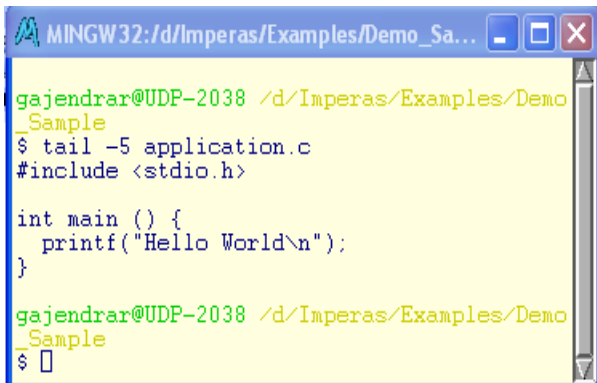 MINGW32:/d/Imperas/Examples/Demo_Sa...
gajendrar@UDP-2038 /d/Imperas/Examples/Demo
_Sample
$ tail -5 application.c
#include <stdio.h>
int main () {
  printf("Hello World\n");
}
gajendrar@UDP-2038 /d/Imperas/Examples/Demo
_Sample
$